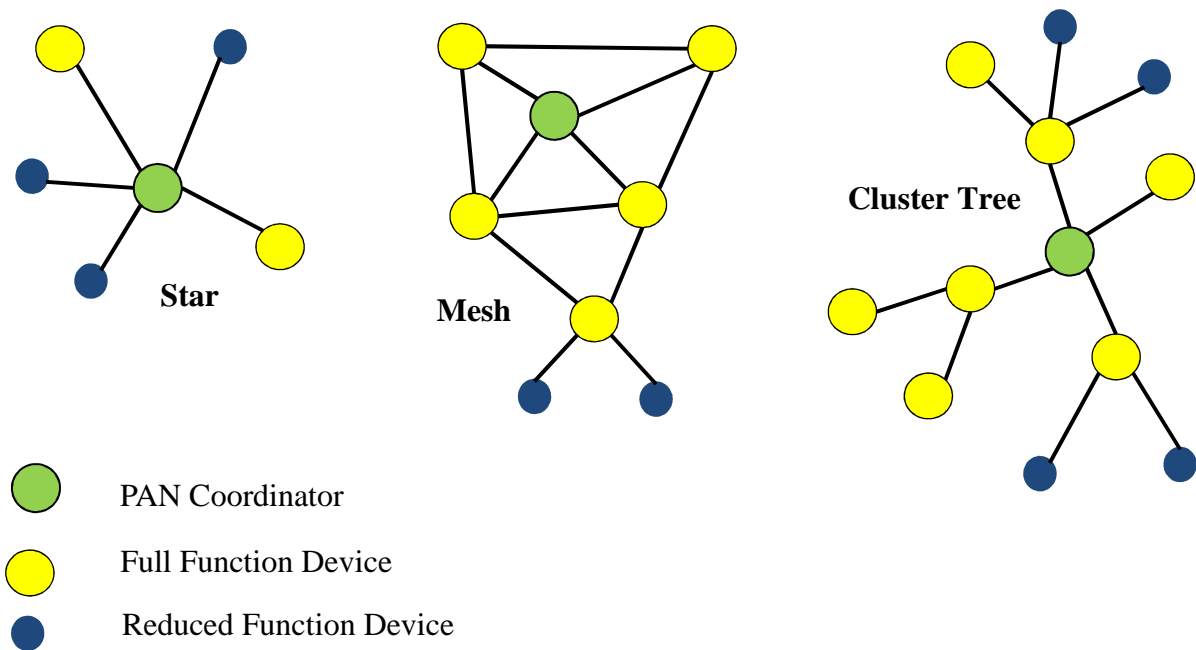 Cluster Tree
Star
Mesh
PAN Coordinator
Full Function Device
Reduced Function Device